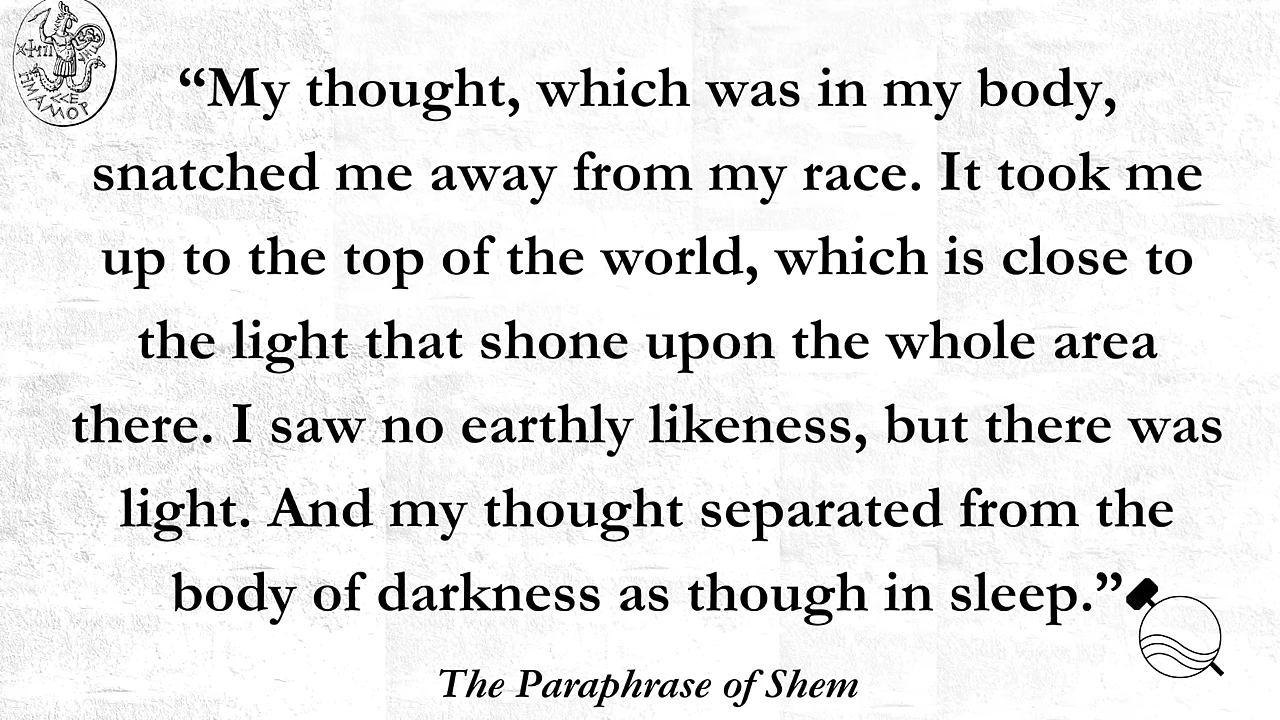 “My thought, which was in my body,
snatched me away from my race. It took me
up to the top of the world, which is close to
the light that shone upon the whole area
there. I saw no earthly likeness, but there was
light. And my thought separated from the
body of darkness as though in sleep.”
The Paraphrase of Shem